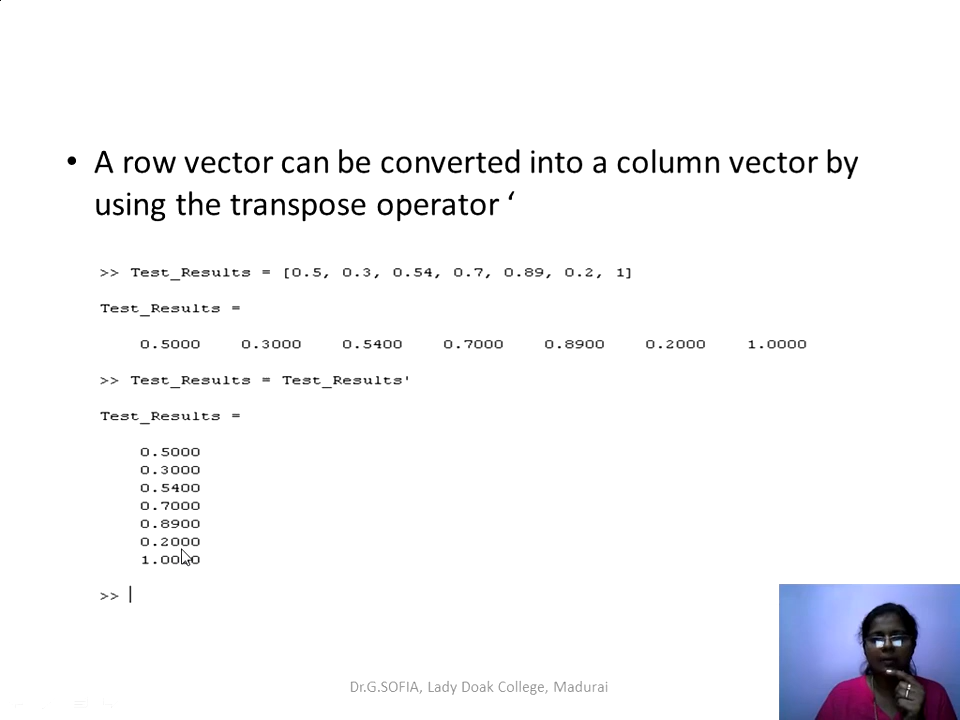 • A row vector can be converted into a column vector by
using the transpose operator ‘
>> Test_Results = [0.5, 0.3, 0.54, 0.7, 0.89, 0.2, 1]
Test_Results =
0.5000 0.3000 0.5400 0.7000 0.8900 0.2000 1.0000
>> Test_Results = Test_Results'
Test_Results =
0.5000
0.3000
0.5400
0.7000
0.8900
0.2000
1.0000
>>
Dr.G.SOFIA, Lady Doak College, Madurai